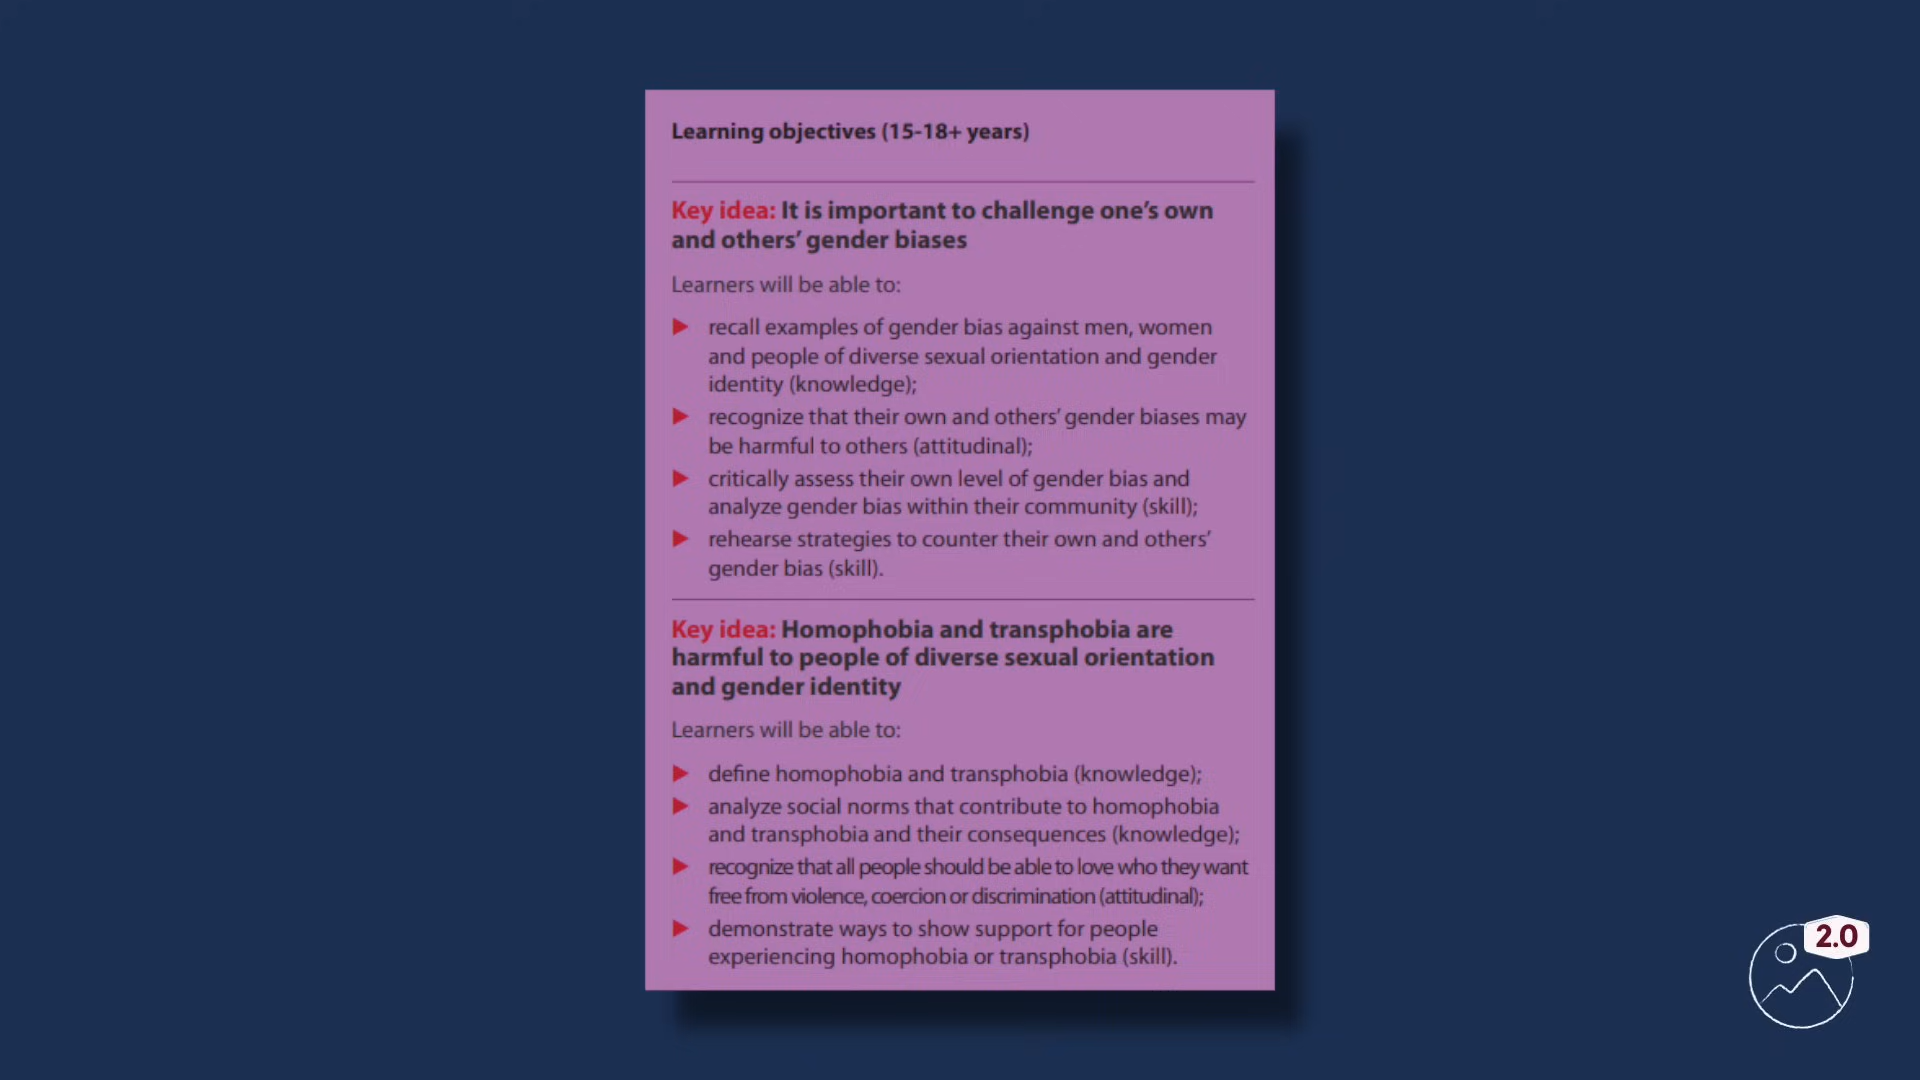 Learning objectives (15-18+ years)
Key idea: It is important to challenge one’s own
and others’ gender biases
Learners will be able to:
▶ recall examples of gender bias against men, women
and people of diverse sexual orientation and gender
identity (knowledge);
▶ recognize that their own and others’ gender biases may
be harmful to others (attitudinal);
▶ critically assess their own level of gender bias and
analyze gender bias within their community (skill);
▶ rehearse strategies to counter their own and others’
gender bias (skill).
Key idea: Homophobia and transphobia are
harmful to people of diverse sexual orientation
and gender identity
Learners will be able to:
▶ define homophobia and transphobia (knowledge);
▶ analyze social norms that contribute to homophobia
and transphobia and their consequences (knowledge);
▶ recognize that all people should be able to love who they want
free from violence, coercion or discrimination (attitudinal);
▶ demonstrate ways to show support for people
experiencing homophobia or transphobia (skill).
2.0